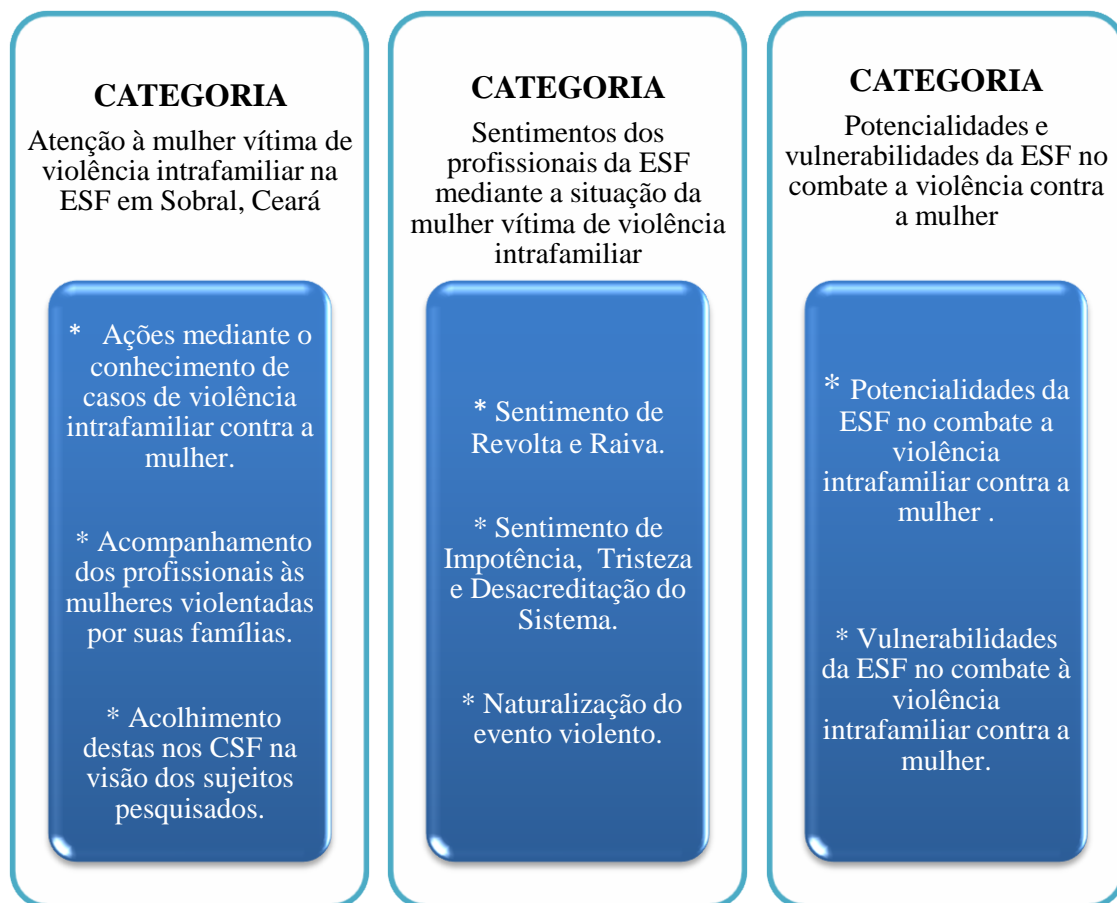 CATEGORIA
Atenção à mulher vítima de
violência intrafamiliar na
ESF em Sobral, Ceará
* Ações mediante o
conhecimento de
casos de violência
intrafamiliar contra a
mulher.
* Acompanhamento
dos profissionais às
mulheres violentadas
por suas famílias.
* Acolhimento
destas nos CSF na
visão dos sujeitos
pesquisados.
CATEGORIA
Sentimentos dos
profissionais da ESF
mediante a situação da
mulher vítima de violência
intrafamiliar
* Sentimento de
Revolta e Raiva.
* Sentimento de
Impotência, Tristeza
e Desacreditação do
Sistema.
* Naturalização do
evento violento.
CATEGORIA
Potencialidades e
vulnerabilidades da ESF no
combate a violência contra
a mulher
* Potencialidades da
ESF no combate a
violência
intrafamiliar contra a
mulher .
* Vulnerabilidades
da ESF no combate à
violência
intrafamiliar contra a
mulher.